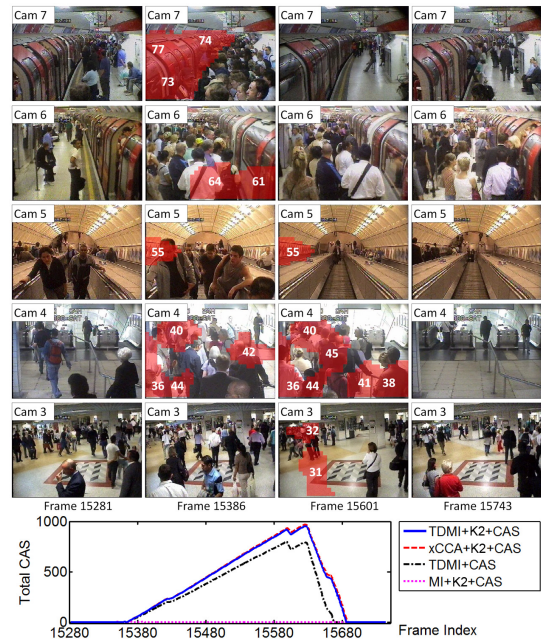 Cam 7 Cam 7 Cam 7 Cam 7
77 74
73
Cam 6 Cam 6 Cam 6 Cam 6
64 61
Cam 5 Cam 5 Cam 5 Cam 5
55 55
Cam 4 Cam 4 Cam 4 Cam 4
40 40
42 45
36 44 36 44 41 38
Cam 3 Cam 3 Cam 3 Cam 3
32
31
Frame 15281 Frame 15386 Frame 15601 Frame 15743
1000
500
0
Total CAS
TDMI+K2+CAS
xCCA+K2+CAS
TDMI+CAS
MI+K2+CAS
15280 15380 15480 15580 15680 Frame Index